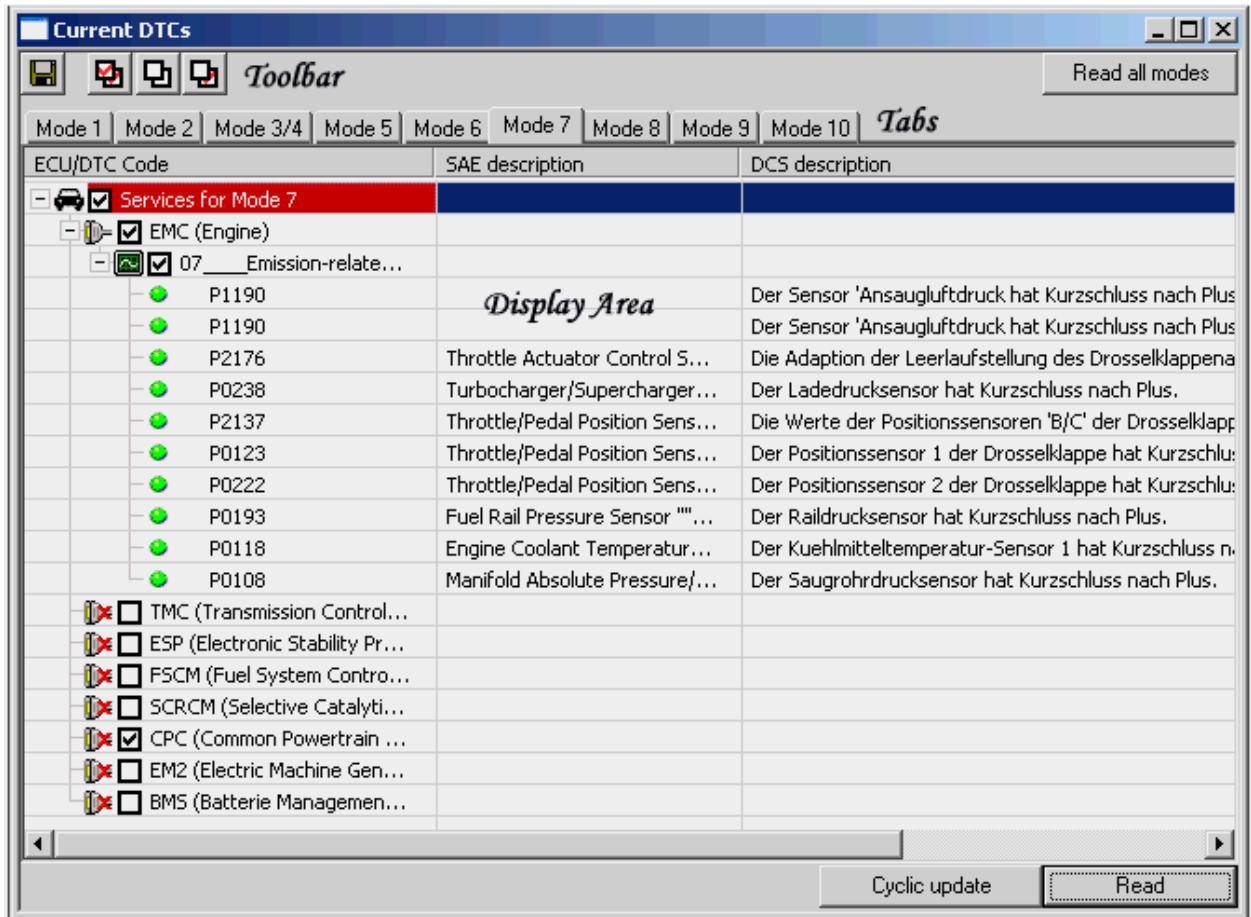 Current DTCs
Toolbar Read all modes
Mode 1 Mode 2 Mode 3/4 Mode 5 Mode 6 Mode 7 Mode 8 Mode 9 Mode 10 Tabs
ECU/DTC Code SAE description DCS description
Services for Mode 7
EMC (Engine)
07____Emission-relate...
Display Area
P1190 Der Sensor 'Ansaugluftdruck hat Kurzschluss nach Plus
P1190 Der Sensor 'Ansaugluftdruck hat Kurzschluss nach Plus
P2176 Throttle Actuator Control S... Die Adaption der Leerlaufstellung des Drosselklappena
P0238 Turbocharger/Supercharger... Der Ladedrucksensor hat Kurzschluss nach Plus.
P2137 Throttle/Pedal Position Sens... Die Werte der Positionssensoren 'B/C' der Drosselklapp
P0123 Throttle/Pedal Position Sens... Der Positionssensor 1 der Drosselklappe hat Kurzschlu
P0222 Throttle/Pedal Position Sens... Der Positionssensor 2 der Drosselklappe hat Kurzschlu
P0193 Fuel Rail Pressure Sensor ""... Der Raildrucksensor hat Kurzschluss nach Plus.
P0118 Engine Coolant Temperatur... Der Kuehlmitteltemperatur-Sensor 1 hat Kurzschluss n
P0108 Manifold Absolute Pressure/... Der Saugrohrdrucksensor hat Kurzschluss nach Plus.
TMC (Transmission Control...
ESP (Electronic Stability Pr...
FSCM (Fuel System Contro...
SCRCM (Selective Catalyti...
CPC (Common Powertrain ...
EM2 (Electric Machine Gen...
BMS (Batterie Managemen...
Cyclic update Read